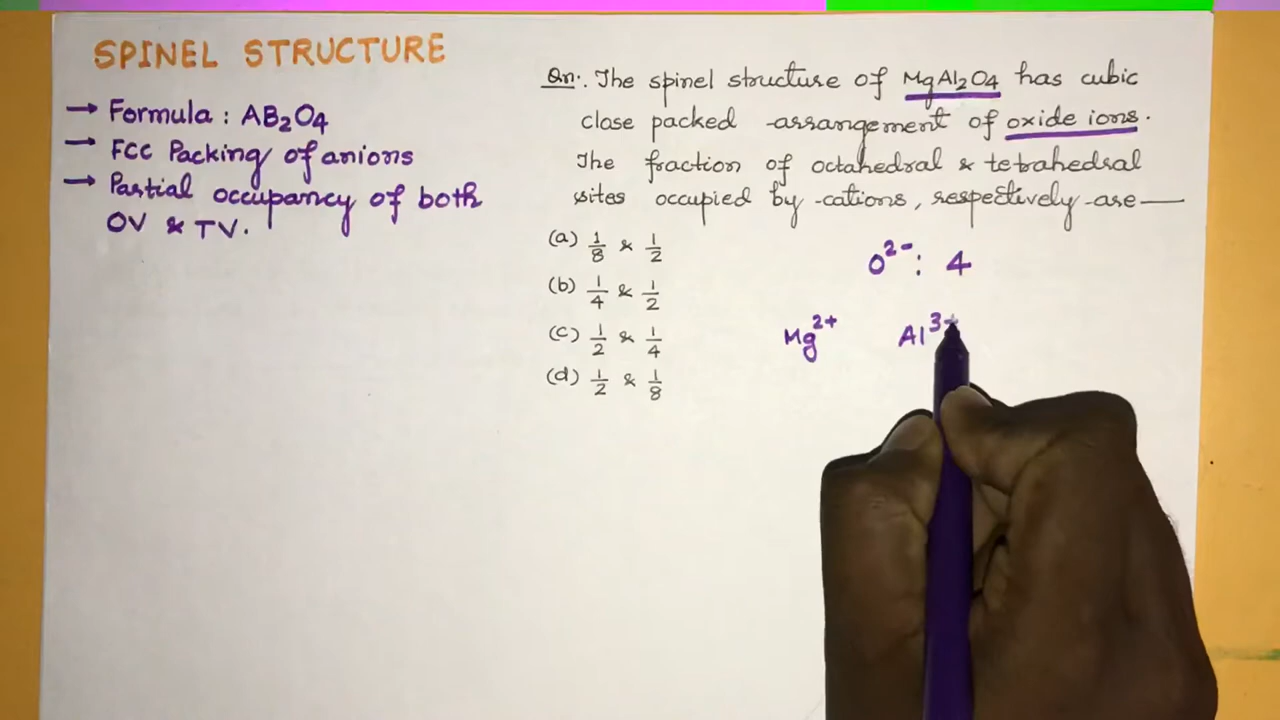 SPINEL STRUCTURE
→ Formula : AB₂O₄
→ FCC Packing of anions
→ Partial occupancy of both
OV & TV.
Qn:. The spinel structure of MgAl₂O₄ has cubic
close packed arrangement of oxide ions.
The fraction of octahedral & tetrahedral
sites occupied by cations, respectively are —
(a) 1/8 & 1/2
(b) 1/4 & 1/2
(c) 1/2 & 1/4
(d) 1/2 & 1/8
O²⁻ : 4
Mg²⁺ Al³⁺